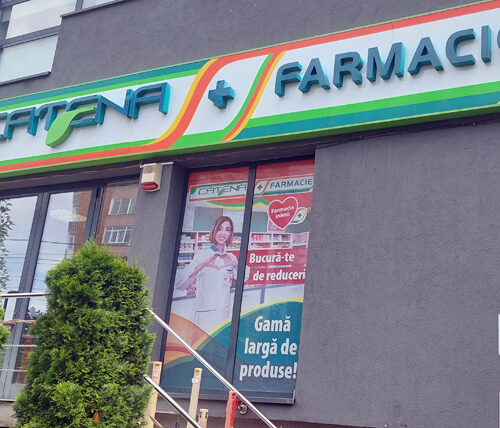 CATENA + FARMACIE
CATENA + FARMACIE
Farmacia
inimii
Bucură-te
de reduceri
Gamă
largă de
produse!